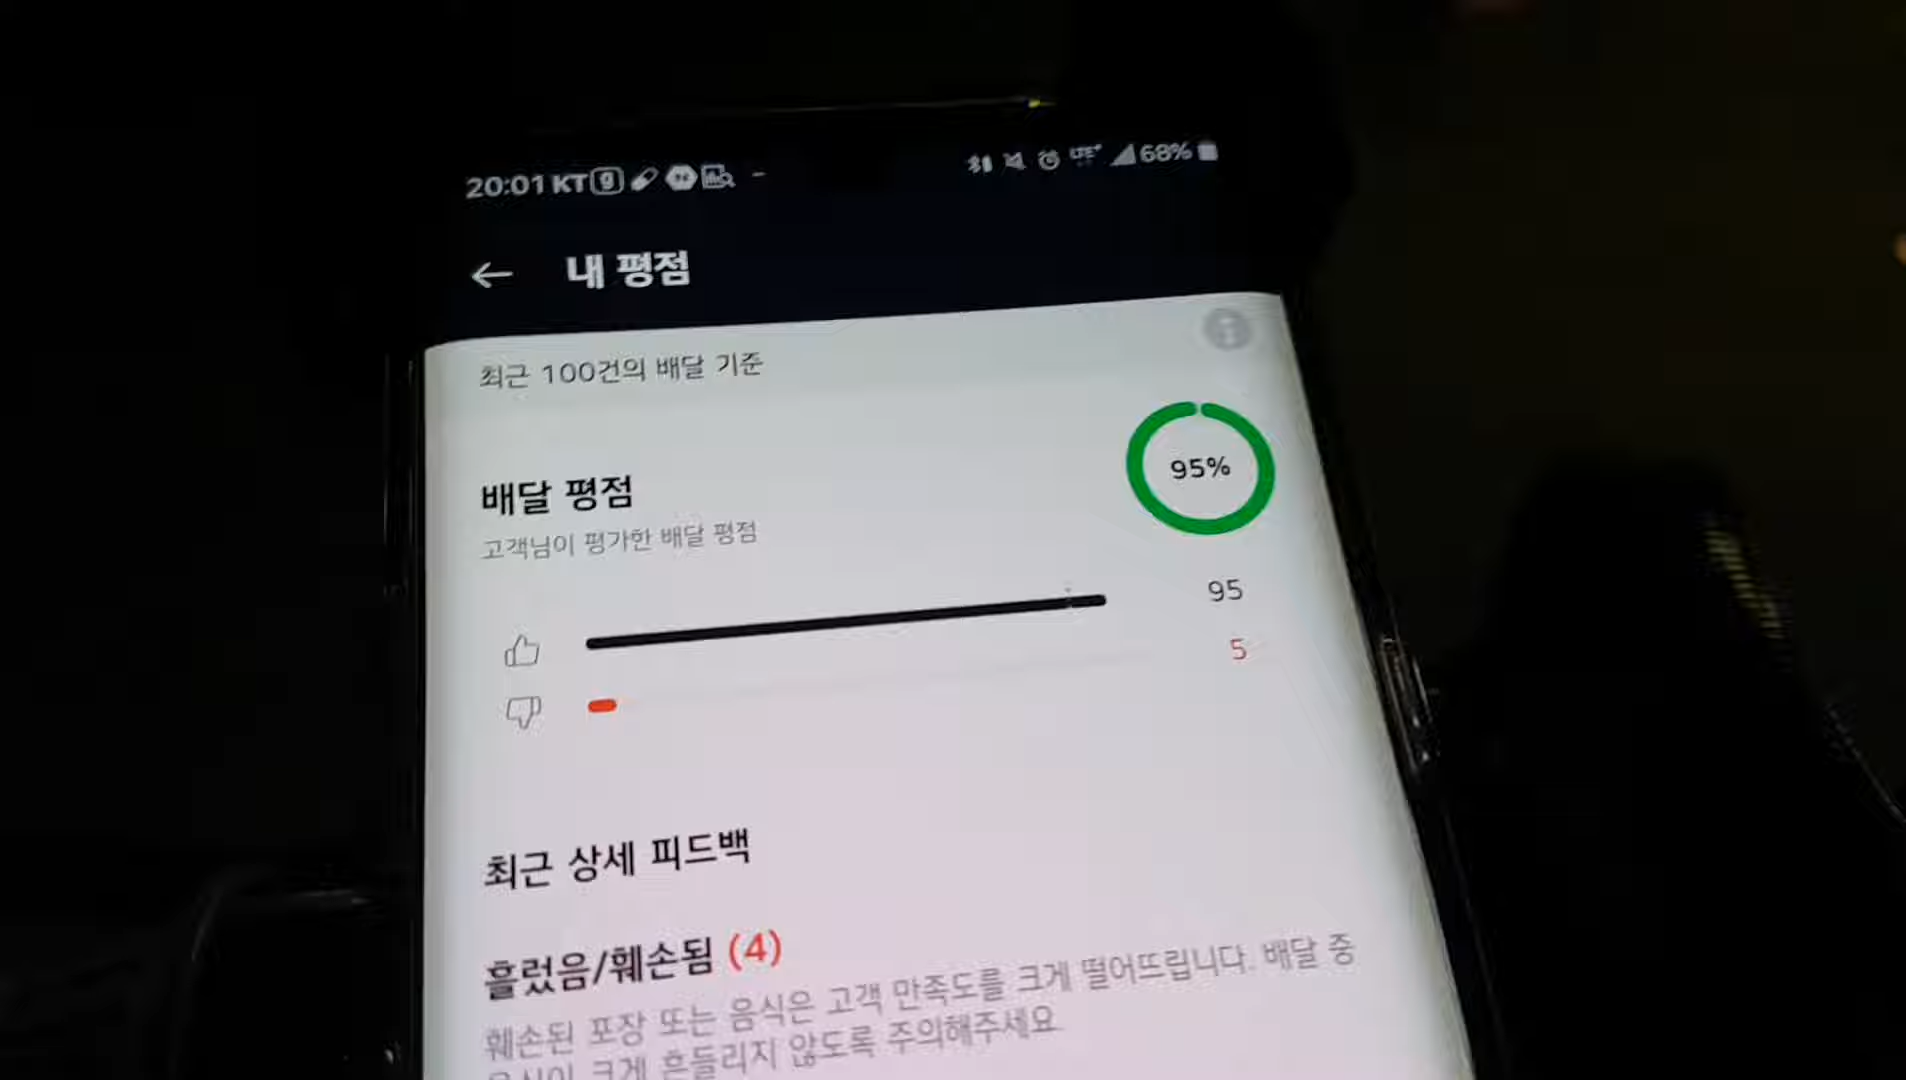 20:01 KT
LTE+ 68%
내 평점
최근 100건의 배달 기준
95%
배달 평점
고객님이 평가한 배달 평점
95
5
최근 상세 피드백
흘렀음/훼손됨 (4)
훼손된 포장 또는 음식은 고객 만족도를 크게 떨어뜨립니다. 배달 중
음식이 크게 흔들리지 않도록 주의해주세요.